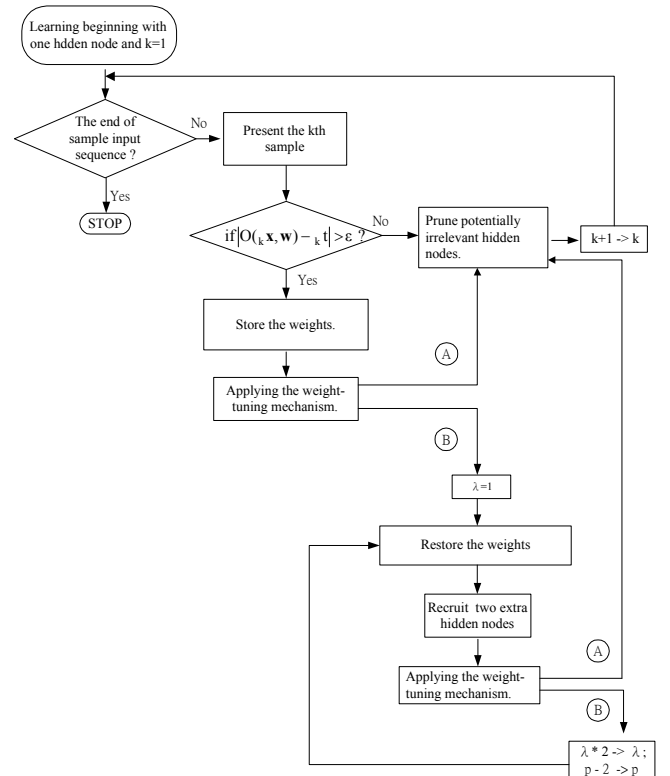 Learning beginning with
one hdden node and k=1
The end of
sample input
sequence ?
No
Present the kth
sample
Yes
STOP
if|O(ₖx,w)−ₖt|>ε ?
No
Prune potentially
irrelevant hidden
nodes.
k+1 -> k
Yes
Store the weights.
A
Applying the weight-
tuning mechanism.
B
λ=1
Restore the weights
Recruit two extra
hidden nodes
A
Applying the weight-
tuning mechanism.
B
λ * 2 -> λ ;
p - 2 -> p